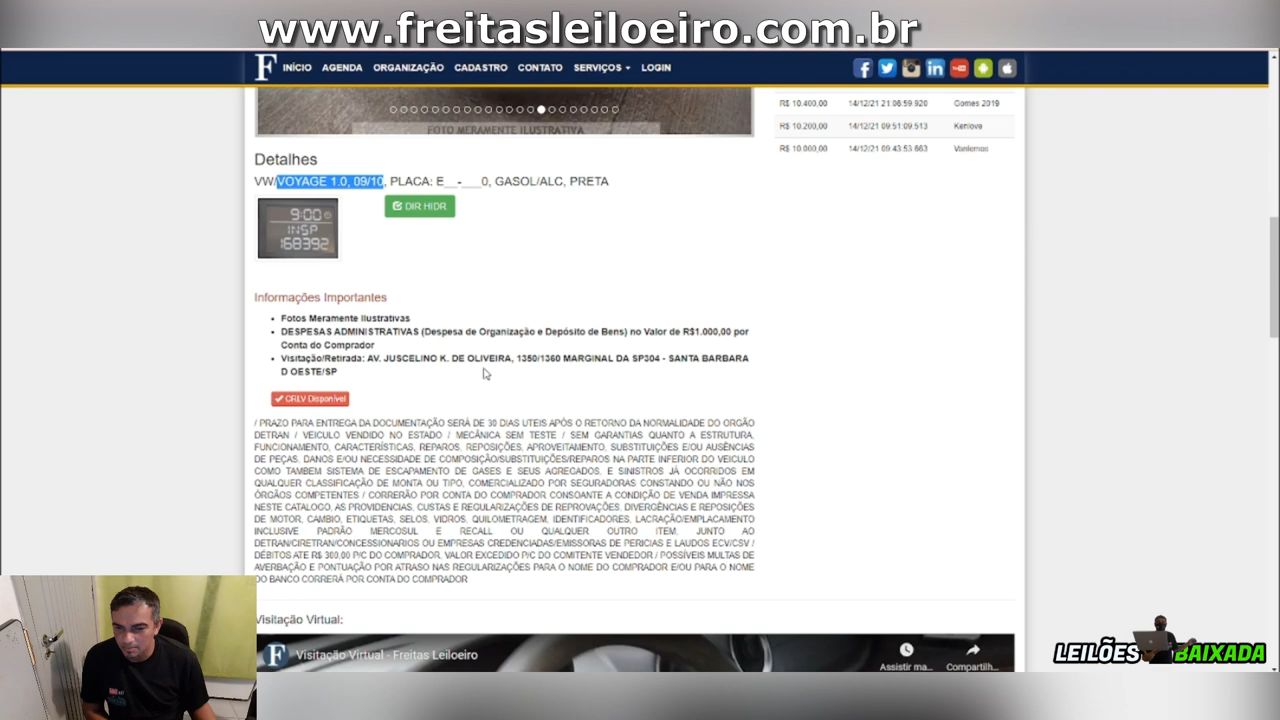 www.freitasleiloeiro.com.br
F INÍCIO AGENDA ORGANIZAÇÃO CADASTRO CONTATO SERVIÇOS LOGIN
FOTO MERAMENTE ILUSTRATIVA
R$ 10.400,00 14/12/21 21:06:59.920 Gomes 2019
R$ 10.200,00 14/12/21 09:51:09.513 Kenlove
R$ 10.000,00 14/12/21 09:43:53.663 Vanlemos
Detalhes
VW/VOYAGE 1.0, 09/10, PLACA: E__-___0, GASOL/ALC, PRETA
9:00
INSP
168392
DIR HIDR
Informações Importantes
• Fotos Meramente Ilustrativas
• DESPESAS ADMINISTRATIVAS (Despesa de Organização e Depósito de Bens) no Valor de R$1.000,00 por
Conta do Comprador
• Visitação/Retirada: AV. JUSCELINO K. DE OLIVEIRA, 1350/1360 MARGINAL DA SP304 - SANTA BARBARA
D OESTE/SP
CRLV Disponível
/ PRAZO PARA ENTREGA DA DOCUMENTAÇÃO SERÁ DE 30 DIAS UTEIS APÓS O RETORNO DA NORMALIDADE DO ORGÃO
DETRAN / VEICULO VENDIDO NO ESTADO / MECÂNICA SEM TESTE / SEM GARANTIAS QUANTO A ESTRUTURA,
FUNCIONAMENTO, CARACTERÍSTICAS, REPAROS, REPOSIÇÕES, APROVEITAMENTO, SUBSTITUIÇÕES E/OU AUSÊNCIAS
DE PEÇAS, DANOS E/OU NECESSIDADE DE COMPOSIÇÃO/SUBSTITUIÇÕES/REPAROS NA PARTE INFERIOR DO VEICULO
COMO TAMBEM SISTEMA DE ESCAPAMENTO DE GASES E SEUS AGREGADOS. E SINISTROS JÁ OCORRIDOS EM
QUALQUER CLASSIFICAÇÃO DE MONTA OU TIPO, COMERCIALIZADO POR SEGURADORAS CONSTANDO OU NÃO NOS
ÓRGÃOS COMPETENTES / CORRERÃO POR CONTA DO COMPRADOR CONSOANTE A CONDIÇÃO DE VENDA IMPRESSA
NESTE CATALOGO, AS PROVIDENCIAS, CUSTAS E REGULARIZAÇÕES DE REPROVAÇÕES, DIVERGÊNCIAS E REPOSIÇÕES
DE MOTOR, CAMBIO, ETIQUETAS, SELOS, VIDROS, QUILOMETRAGEM, IDENTIFICADORES, LACRAÇÃO/EMPLACAMENTO
INCLUSIVE PADRÃO MERCOSUL E RECALL OU QUALQUER OUTRO ITEM, JUNTO AO
DETRAN/CIRETRAN/CONCESSIONARIOS OU EMPRESAS CREDENCIADAS/EMISSORAS DE PERICIAS E LAUDOS ECV/CSV /
DÉBITOS ATE R$ 300,00 P/C DO COMPRADOR, VALOR EXCEDIDO P/C DO COMITENTE VENDEDOR / POSSÍVEIS MULTAS DE
AVERBAÇÃO E PONTUAÇÃO POR ATRASO NAS REGULARIZAÇÕES PARA O NOME DO COMPRADOR E/OU PARA O NOME
DO BANCO CORRERÁ POR CONTA DO COMPRADOR
Visitação Virtual:
F Visitação Virtual - Freitas Leiloeiro
Assistir ma... Compartilh...
LEILÕES BAIXADA